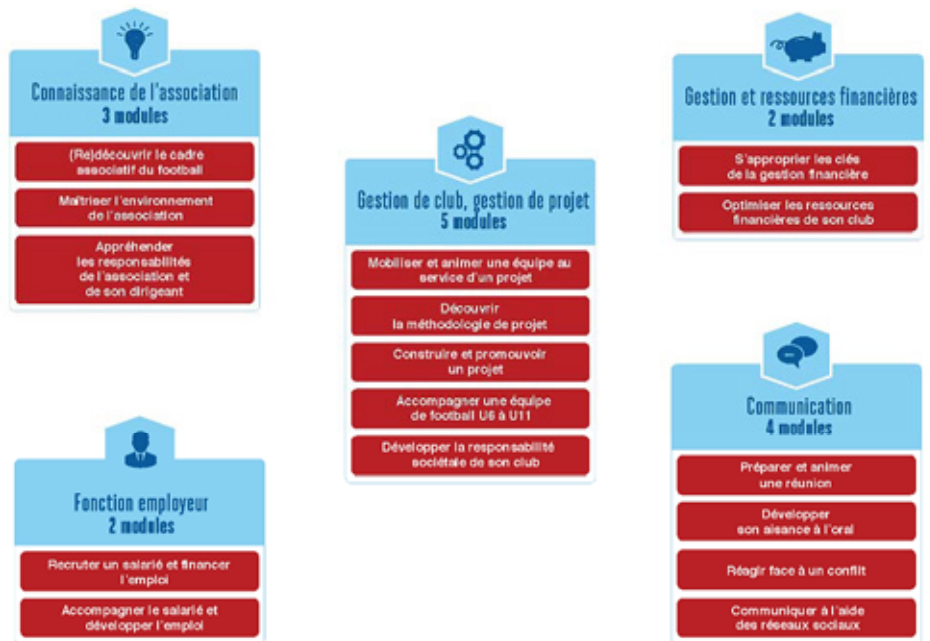 Connaissance de l'association
3 modules
(Re)découvrir le cadre
associatif du football
Maîtriser l'environnement
de l'association
Appréhender
les responsabilités
de l'association et
de son dirigeant
Fonction employeur
2 modules
Recruter un salarié et financer
l'emploi
Accompagner le salarié et
développer l'emploi
Gestion de club, gestion de projet
5 modules
Mobiliser et animer une équipe au
service d'un projet
Découvrir
la méthodologie de projet
Construire et promouvoir
un projet
Accompagner une équipe
de football U6 à U11
Développer la responsabilité
sociétale de son club
Gestion et ressources financières
2 modules
S'approprier les clés
de la gestion financière
Optimiser les ressources
financières de son club
Communication
4 modules
Préparer et animer
une réunion
Développer
son aisance à l'oral
Réagir face à un conflit
Communiquer à l'aide
des réseaux sociaux